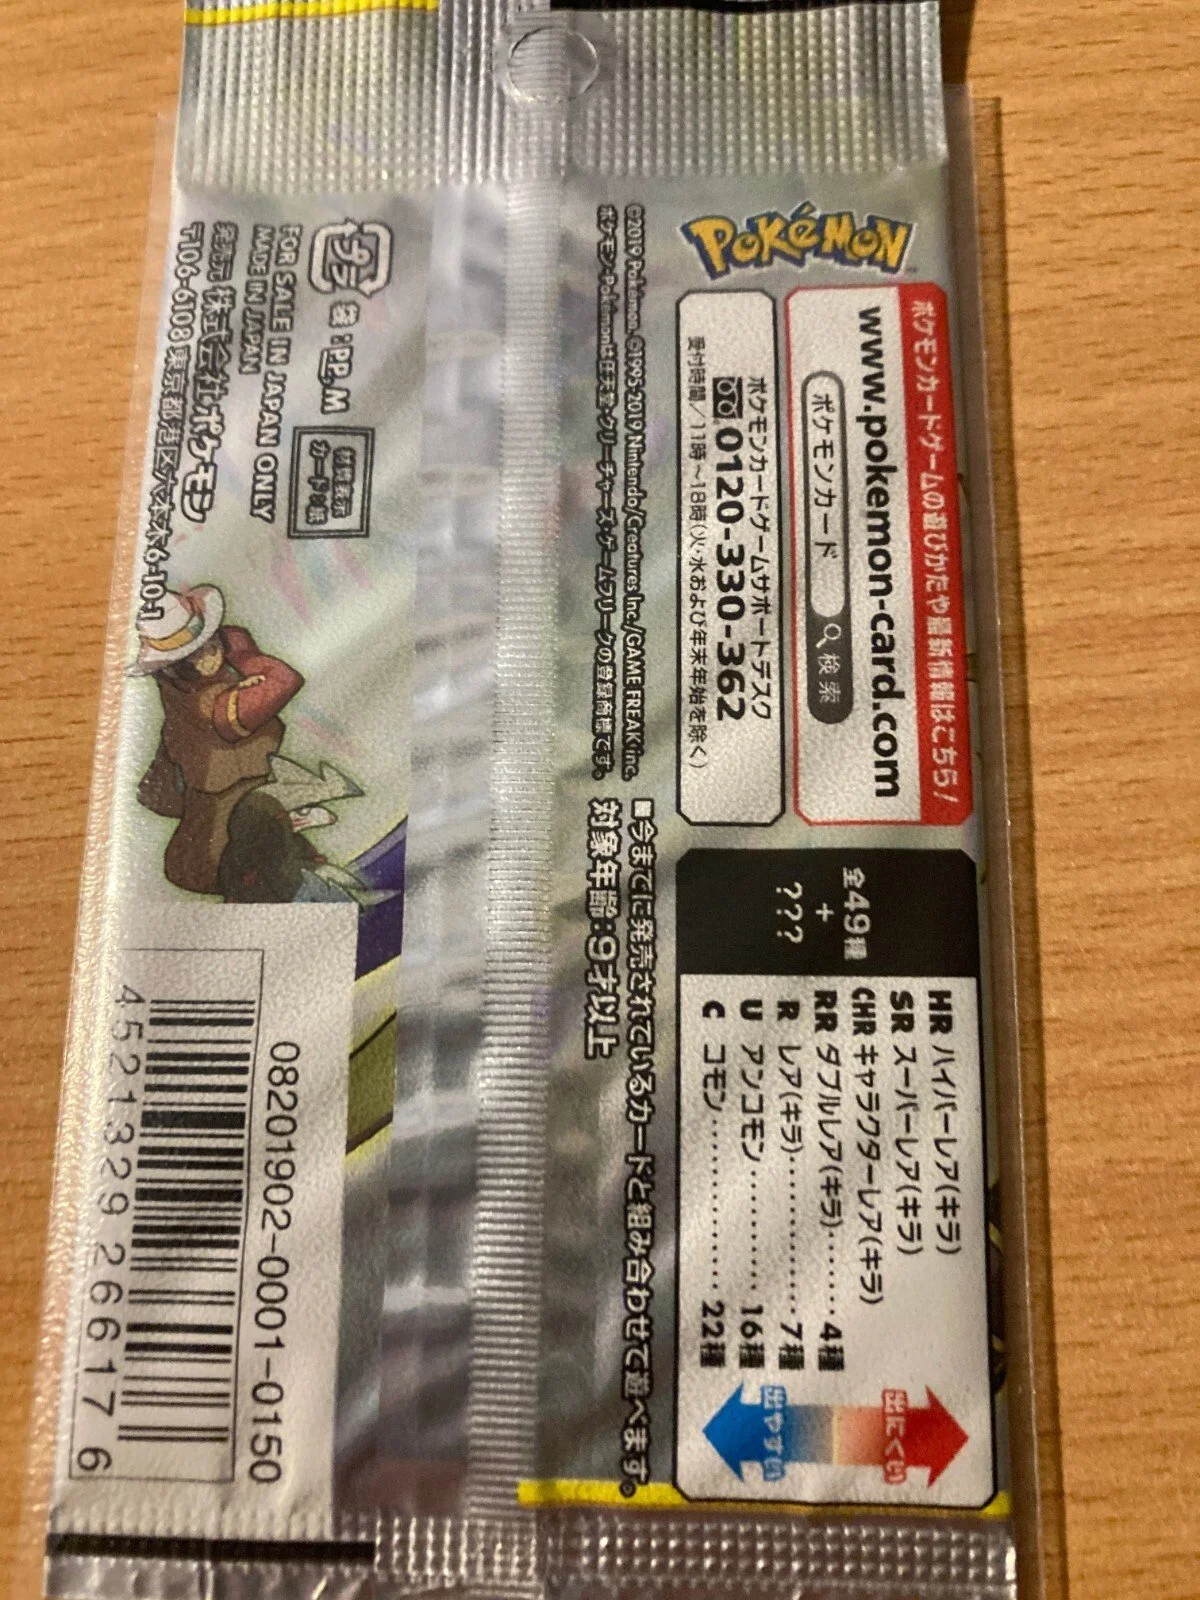 Pokémon
ポケモンカードゲームの遊びかたや最新情報はこちら!
www.pokemon-card.com
ポケモンカード 検索
ポケモンカードゲームサポートデスク
0120-330-362
受付時間/11時~18時(火・水および年末年始を除く)
全49種
+
???
HR ハイパーレア(キラ)
SR スーパーレア(キラ)
CHR キャラクターレア(キラ)
RR ダブルレア(キラ)……4種
R レア(キラ)…………7種
U アンコモン…………16種
C コモン………………22種
出にくい
出やすい
©2019 Pokémon. ©1995-2019 Nintendo/Creatures Inc./GAME FREAK inc.
ポケモン・Pokémonは任天堂・クリーチャーズ・ゲームフリークの登録商標です。
■今までに発売されているカードと組み合わせて遊べます。
対象年齢:9才以上
プラ
袋:PP,M
材質表示
カード:紙
FOR SALE IN JAPAN ONLY
MADE IN JAPAN
発売元 株式会社ポケモン
〒106-6108 東京都港区六本木6-10-1
08201902-0001-0150
4 521329 266176